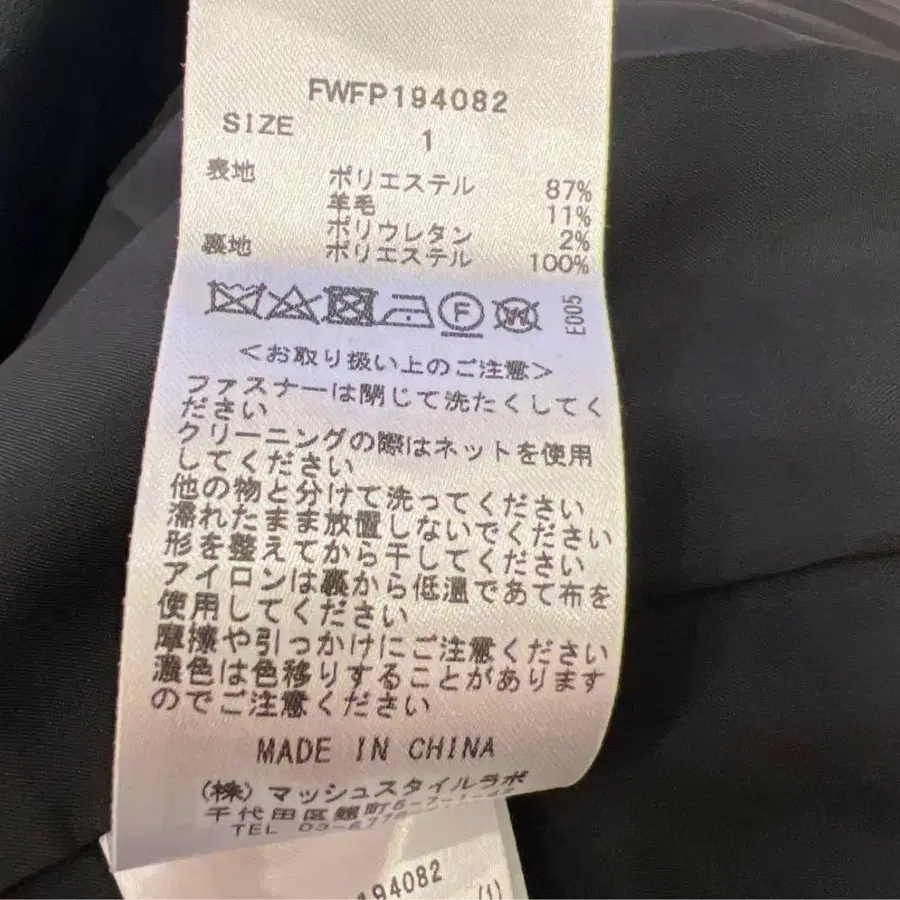 FWFP194082
SIZE 1
表地 ポリエステル 87%
羊毛 11%
ポリウレタン 2%
裏地 ポリエステル 100%
F W E005
<お取り扱い上のご注意>
ファスナーは閉じて洗たくしてく
ださい
クリーニングの際はネットを使用
してください
他の物と分けて洗ってください
濡れたまま放置しないでください
形を整えてから干してください
アイロンは裏から低温であて布を
使用してください
摩擦や引っかけにご注意ください
濃色は色移りすることがあります
のでご注意ください
MADE IN CHINA
(株)マッシュスタイルラボ
千代田区麹町5-7-1
TEL 03-6778
194082
(1)